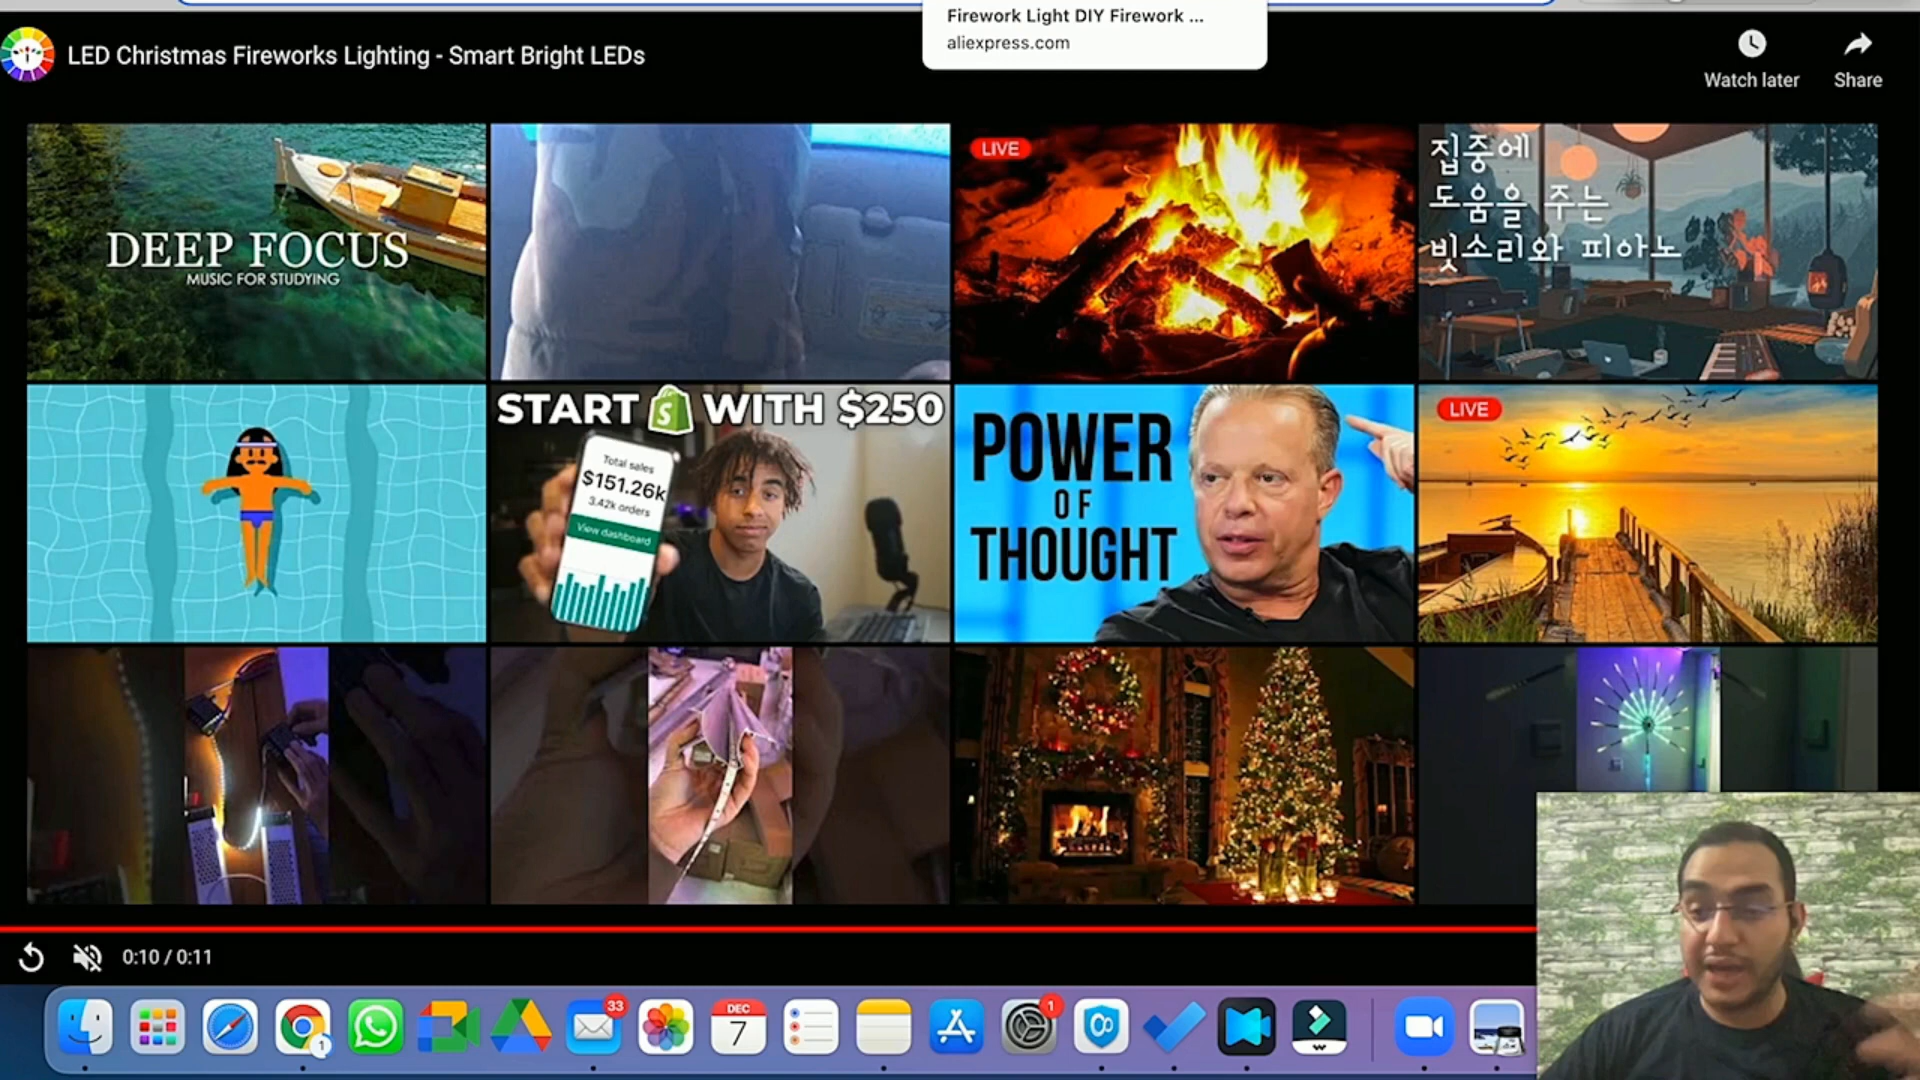 Firework Light DIY Firework ...
aliexpress.com
LED Christmas Fireworks Lighting - Smart Bright LEDs
Watch later
Share
DEEP FOCUS
MUSIC FOR STUDYING
LIVE
집중에
도움을 주는
빗소리와 피아노
START WITH $250
Total sales
$151.26k
3.42k orders
View dashboard
POWER
OF
THOUGHT
LIVE
0:10 / 0:11
33
DEC
7
1
1